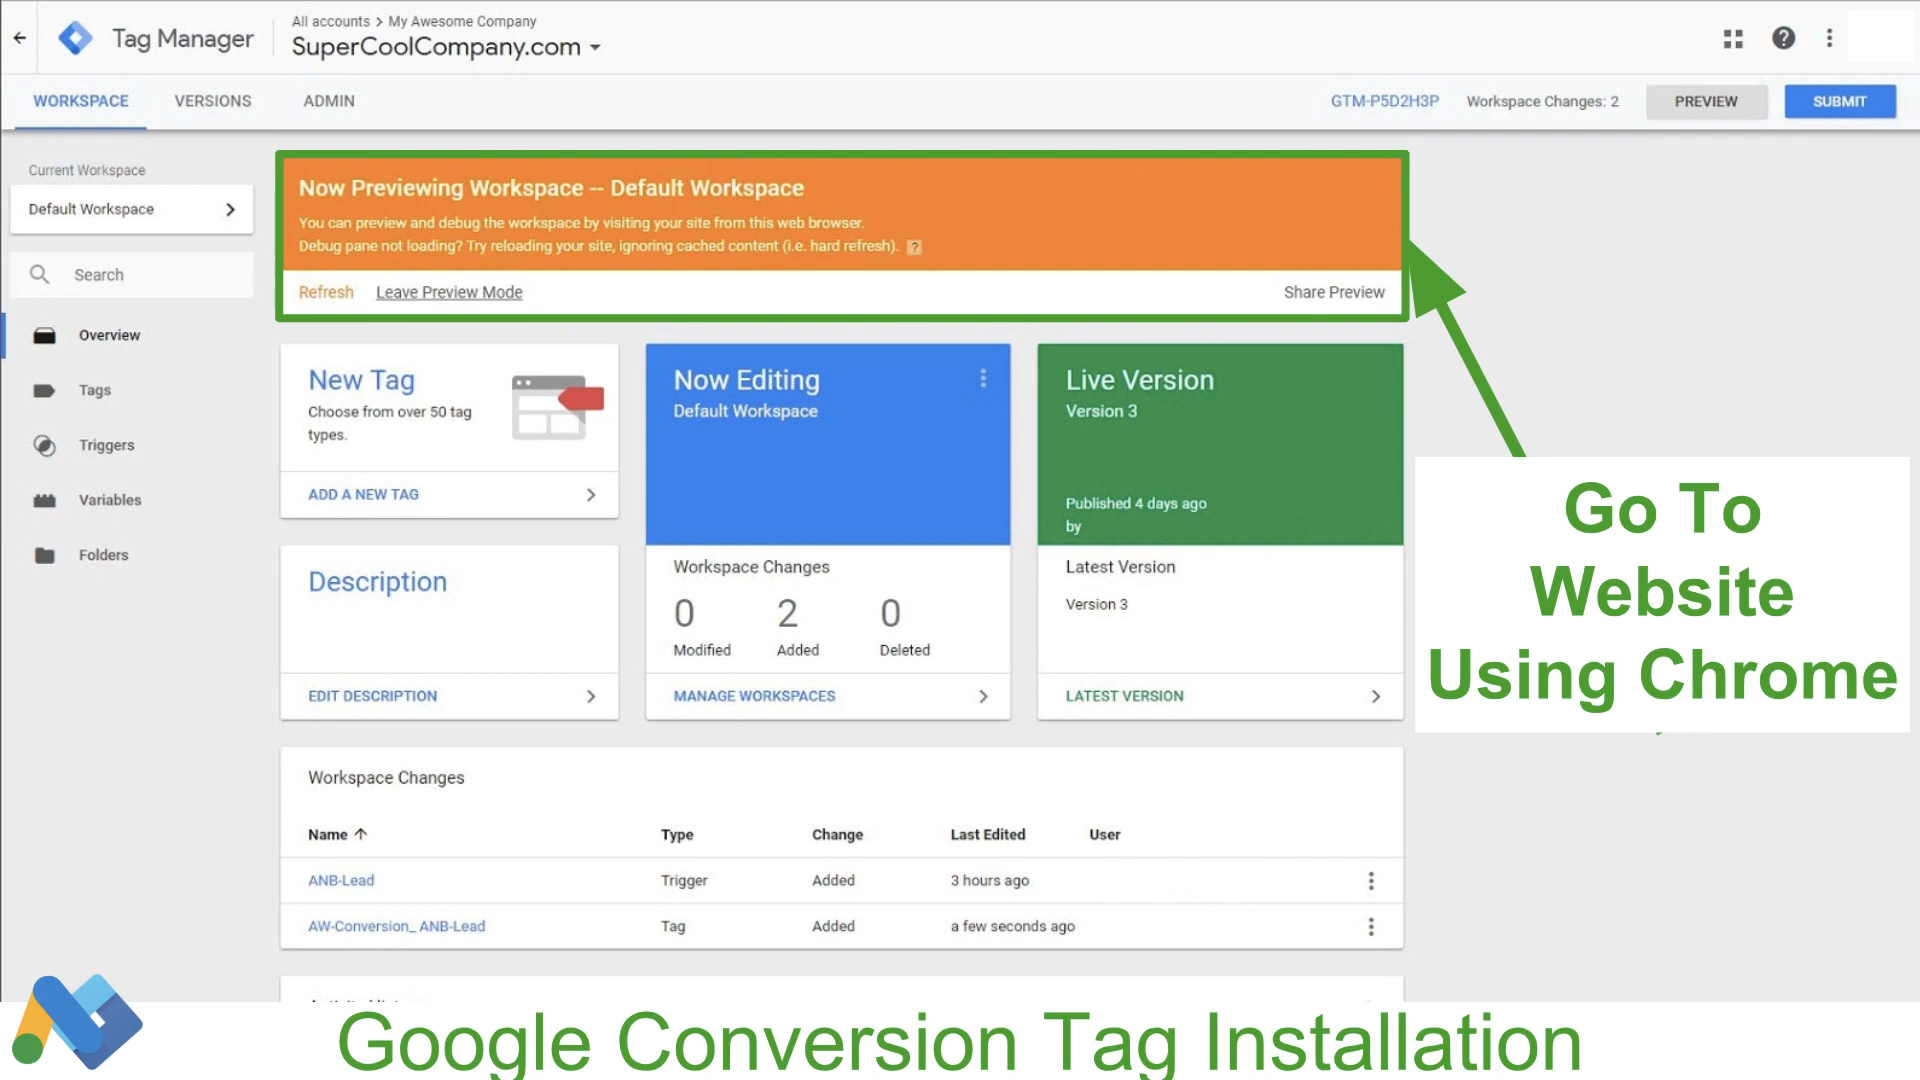 All accounts > My Awesome Company
Tag Manager
SuperCoolCompany.com
WORKSPACE VERSIONS ADMIN
GTM-P5D2H3P Workspace Changes: 2 PREVIEW SUBMIT
Current Workspace
Default Workspace
Search
Overview
Tags
Triggers
Variables
Folders
Now Previewing Workspace -- Default Workspace
You can preview and debug the workspace by visiting your site from this web browser.
Debug pane not loading? Try reloading your site, ignoring cached content (i.e. hard refresh). ?
Refresh Leave Preview Mode Share Preview
New Tag
Choose from over 50 tag
types.
ADD A NEW TAG
Description
EDIT DESCRIPTION
Now Editing
Default Workspace
Workspace Changes
0 2 0
Modified Added Deleted
MANAGE WORKSPACES
Live Version
Version 3
Published 4 days ago
by
Latest Version
Version 3
LATEST VERSION
Go To
Website
Using Chrome
Workspace Changes
Name Type Change Last Edited User
ANB-Lead Trigger Added 3 hours ago
AW-Conversion_ ANB-Lead Tag Added a few seconds ago
Google Conversion Tag Installation